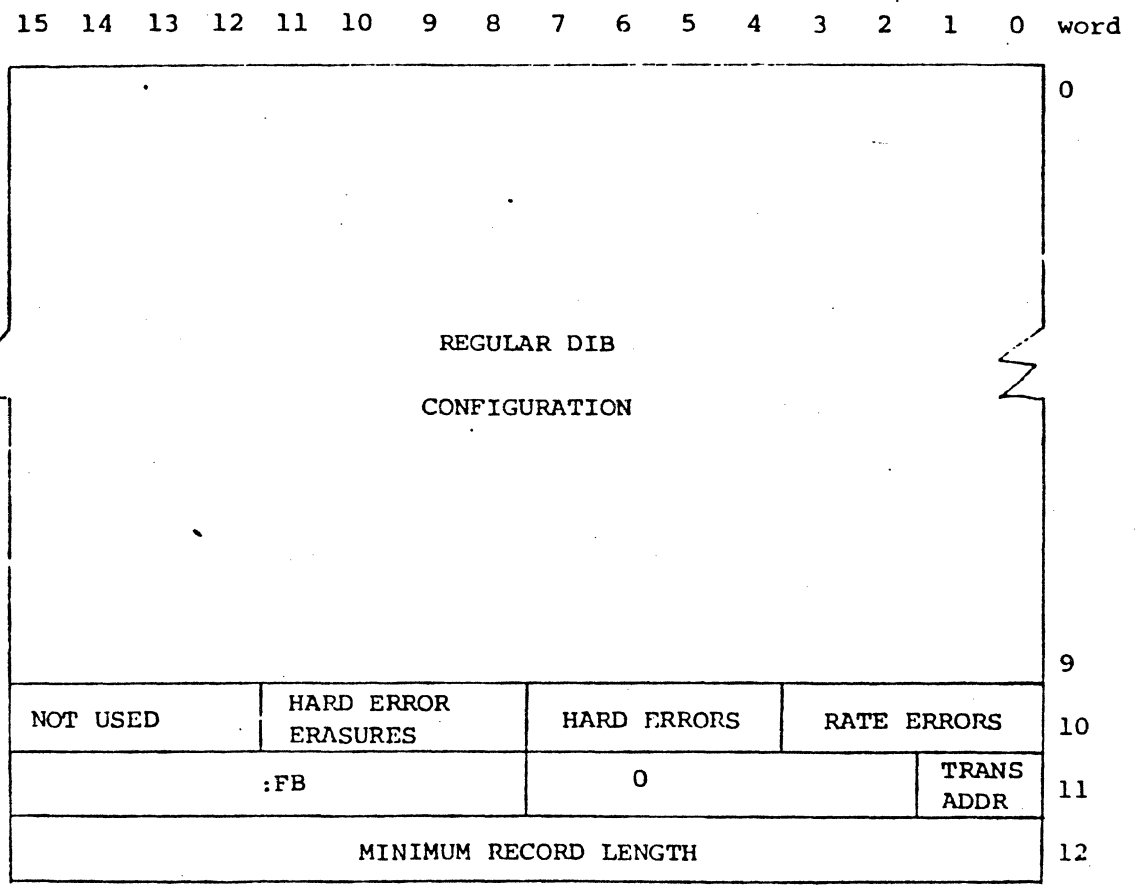 15 14 13 12 11 10 9 8 7 6 5 4 3 2 1 0 word
0
REGULAR DIB
CONFIGURATION
9
NOT USED HARD ERROR ERASURES HARD ERRORS RATE ERRORS 10
:FB 0 TRANS ADDR 11
MINIMUM RECORD LENGTH 12